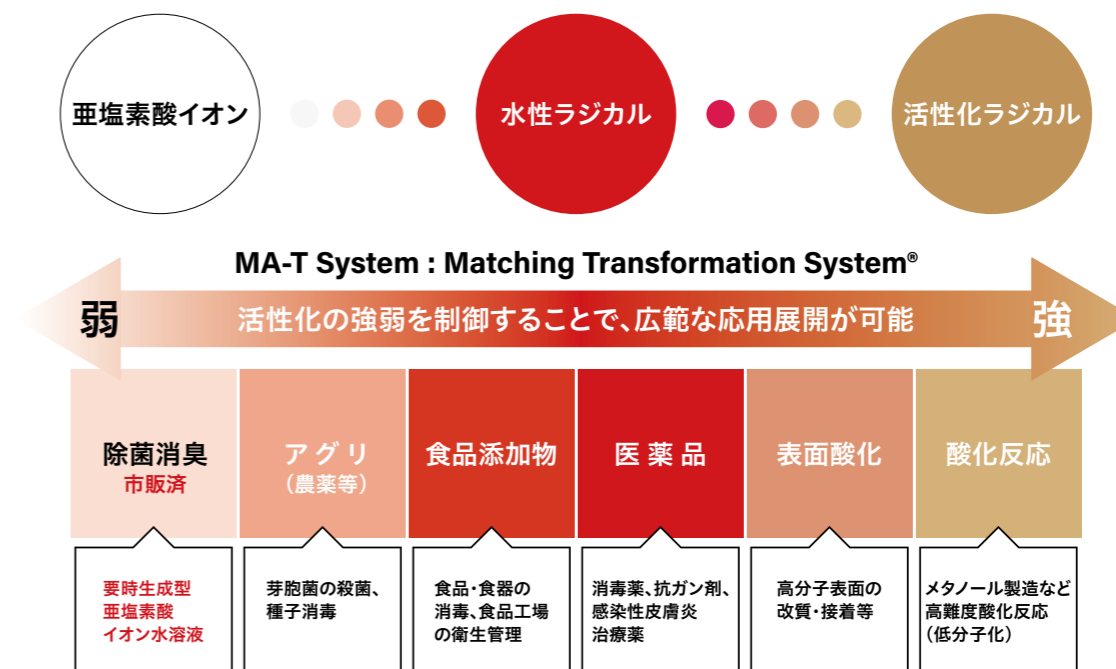 亜塩素酸イオン
水性ラジカル
活性化ラジカル
MA-T System : Matching Transformation System®
弱
活性化の強弱を制御することで、広範な応用展開が可能
強
除菌消臭
市販済
アグリ
（農薬等）
食品添加物
医薬品
表面酸化
酸化反応
要時生成型
亜塩素酸
イオン水溶液
芽胞菌の殺菌、
種子消毒
食品・食器の
消毒、食品工場
の衛生管理
消毒薬、抗ガン剤、
感染性皮膚炎
治療薬
高分子表面の
改質・接着等
メタノール製造など
高難度酸化反応
（低分子化）